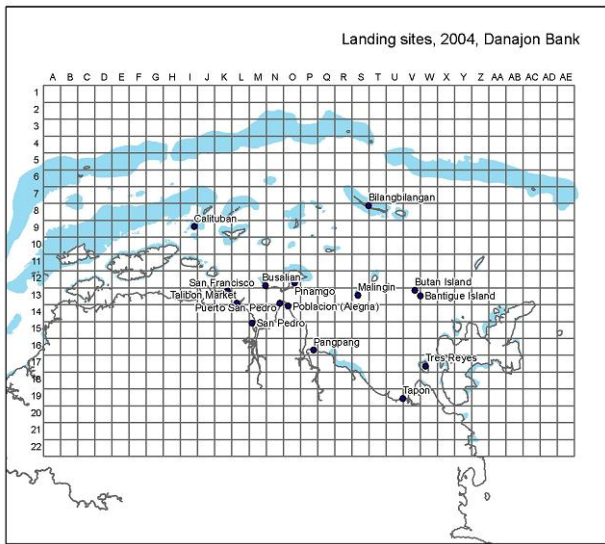 Landing sites, 2004, Danajon Bank
A B C D E F G H I J K L M N O P Q R S T U V W X Y Z AA AB AC AD AE
1
2
3
4
5
6
7
Bilangbilangan
8
Calituban
9
10
11
12
San Francisco Busalian Butan Island
Pinamgo Malingin
13
Talibon Market Bantigue Island
Puerto San Pedro Poblacion (Alegria)
14
San Pedro
15
Pangpang
16
Tres Reyes
17
18
Tapon
19
20
21
22